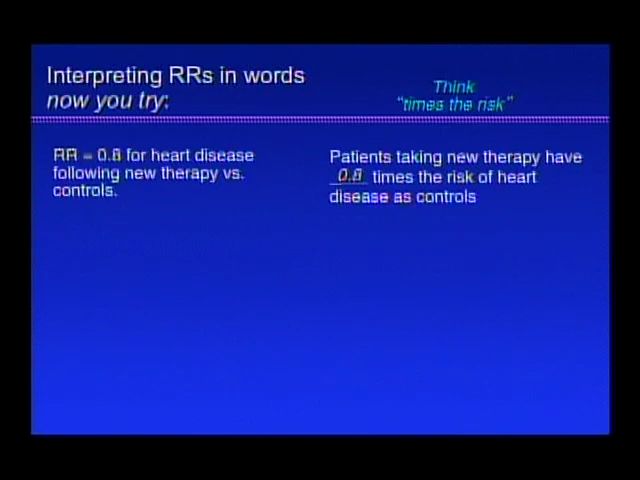 Interpreting RRs in words
now you try:
Think
"times the risk"
RR = 0.8 for heart disease
following new therapy vs.
controls.
Patients taking new therapy have
0.8 times the risk of heart
disease as controls